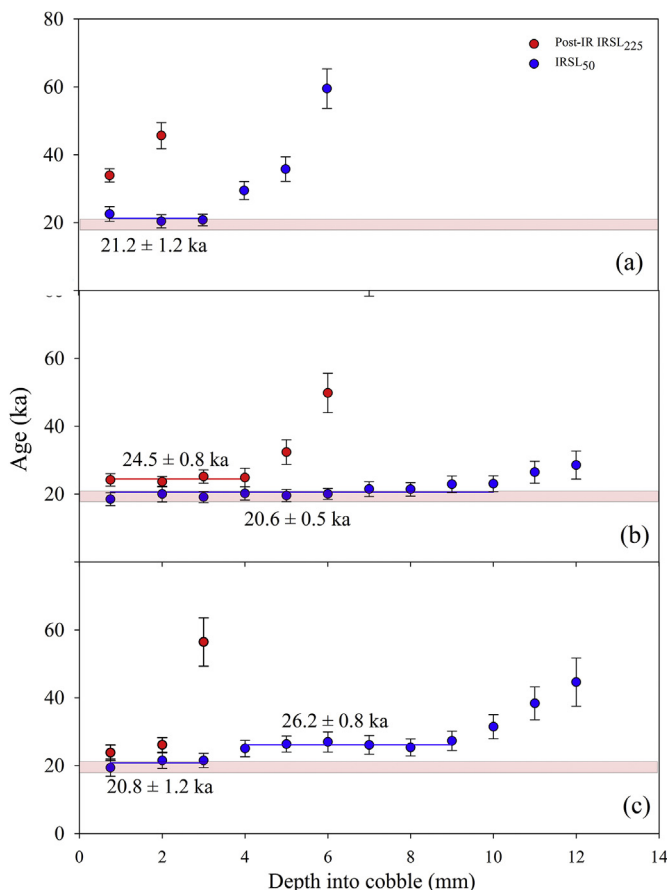 80
Post-IR IRSL225
IRSL50
60
40
20
21.2 ± 1.2 ka
(a)
60
40
24.5 ± 0.8 ka
20
20.6 ± 0.5 ka
(b)
Age (ka)
60
40
26.2 ± 0.8 ka
20
20.8 ± 1.2 ka
(c)
0
0 2 4 6 8 10 12 14
Depth into cobble (mm)